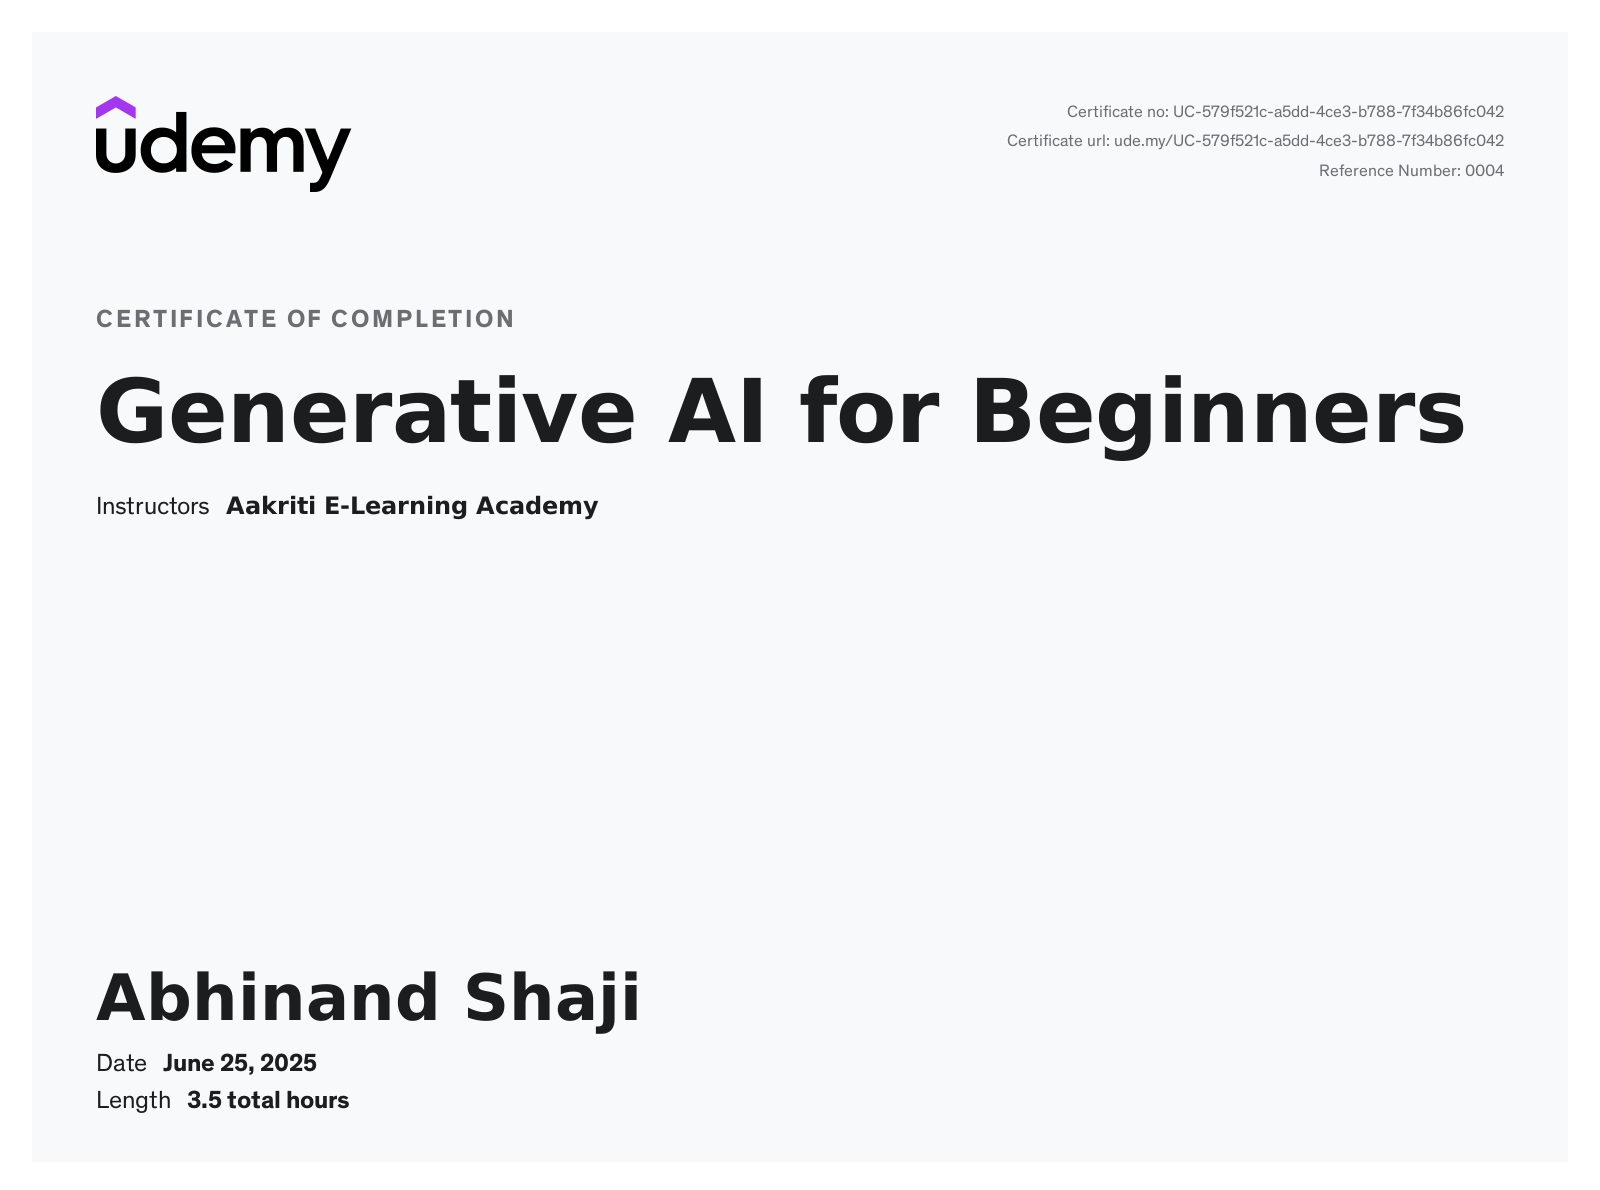 udemy
Certificate no: UC-579f521c-a5dd-4ce3-b788-7f34b86fc042
Certificate url: ude.my/UC-579f521c-a5dd-4ce3-b788-7f34b86fc042
Reference Number: 0004
CERTIFICATE OF COMPLETION
Generative AI for Beginners
Instructors Aakriti E-Learning Academy
Abhinand Shaji
Date June 25, 2025
Length 3.5 total hours